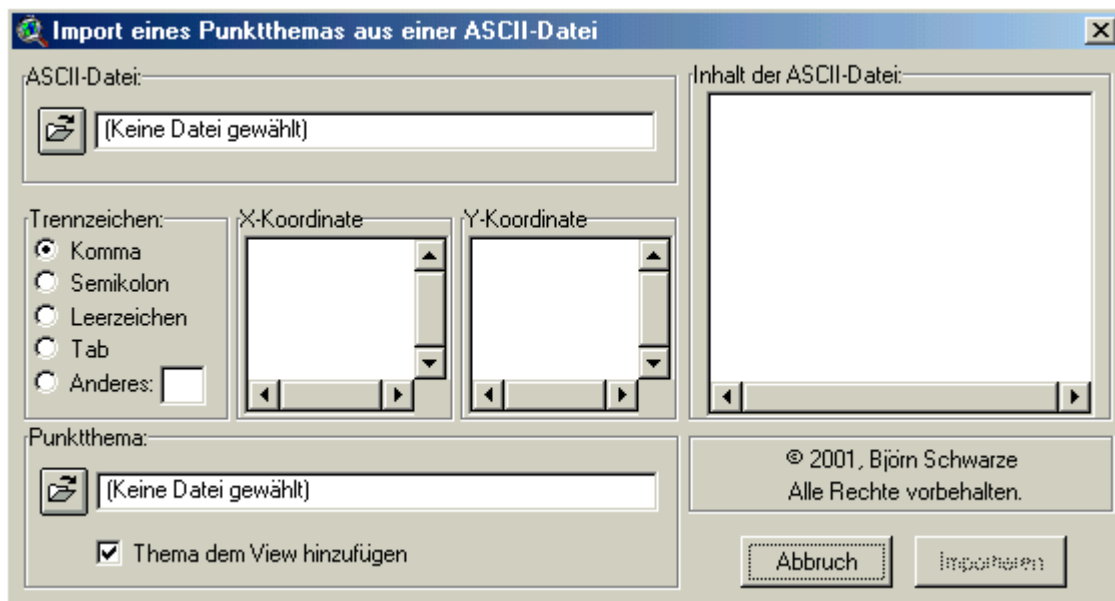 Import eines Punktthemas aus einer ASCII-Datei
ASCII-Datei:
(Keine Datei gewählt)
Inhalt der ASCII-Datei:
Trennzeichen:
Komma
Semikolon
Leerzeichen
Tab
Anderes:
X-Koordinate
Y-Koordinate
Punktthema:
(Keine Datei gewählt)
Thema dem View hinzufügen
© 2001, Björn Schwarze
Alle Rechte vorbehalten.
Abbruch
Importieren